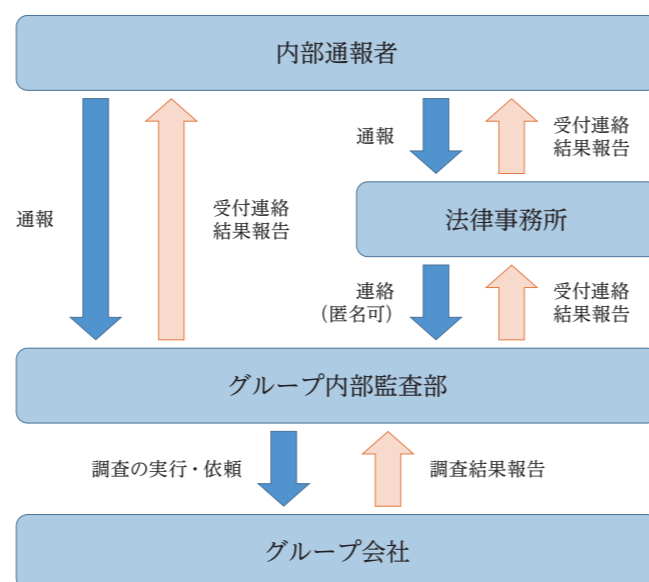 内部通報者
通報
受付連絡
結果報告
法律事務所
通報
受付連絡
結果報告
連絡
(匿名可)
受付連絡
結果報告
グループ内部監査部
調査の実行・依頼
調査結果報告
グループ会社